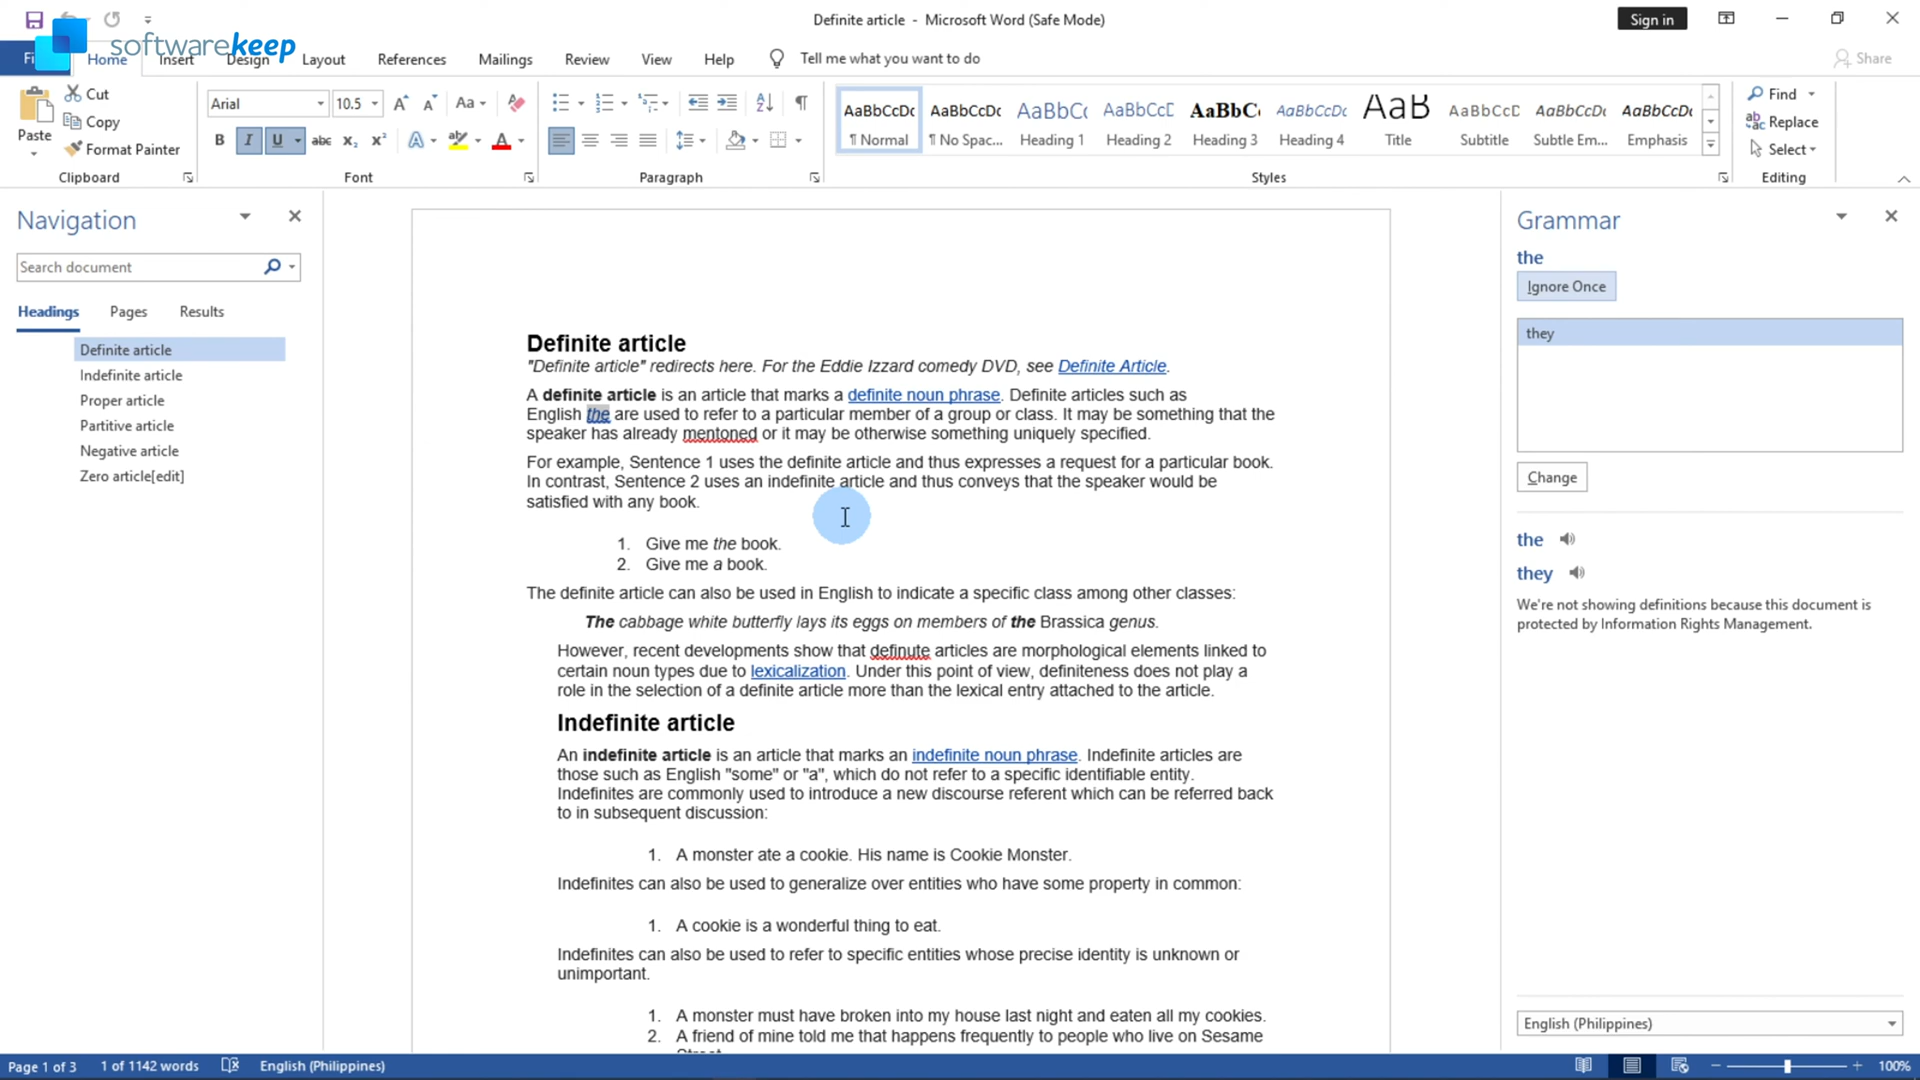 Definite article - Microsoft Word (Safe Mode)
Sign in
softwarekeep
Home
Insert
Design
Layout
References
Mailings
Review
View
Help
Tell me what you want to do
Share
Paste
Cut
Copy
Format Painter
Clipboard
Arial
10.5
Font
Paragraph
AaBbCcDc
¶ Normal
AaBbCcDc
¶ No Spac...
AaBbCc
Heading 1
AaBbCcD
Heading 2
AaBbC
Heading 3
AaBbCcDc
Heading 4
AaB
Title
AaBbCcD
Subtitle
AaBbCcDc
Subtle Em...
AaBbCcDc
Emphasis
Styles
Find
Replace
Select
Editing
Navigation
Search document
Headings
Pages
Results
Definite article
Indefinite article
Proper article
Partitive article
Negative article
Zero article[edit]
Definite article
"Definite article" redirects here. For the Eddie Izzard comedy DVD, see Definite Article.
A definite article is an article that marks a definite noun phrase. Definite articles such as
English the are used to refer to a particular member of a group or class. It may be something that the
speaker has already mentoned or it may be otherwise something uniquely specified.
For example, Sentence 1 uses the definite article and thus expresses a request for a particular book.
In contrast, Sentence 2 uses an indefinite article and thus conveys that the speaker would be
satisfied with any book.
1. Give me the book.
2. Give me a book.
The definite article can also be used in English to indicate a specific class among other classes:
The cabbage white butterfly lays its eggs on members of the Brassica genus.
However, recent developments show that definute articles are morphological elements linked to
certain noun types due to lexicalization. Under this point of view, definiteness does not play a
role in the selection of a definite article more than the lexical entry attached to the article.
Indefinite article
An indefinite article is an article that marks an indefinite noun phrase. Indefinite articles are
those such as English "some" or "a", which do not refer to a specific identifiable entity.
Indefinites are commonly used to introduce a new discourse referent which can be referred back
to in subsequent discussion:
1. A monster ate a cookie. His name is Cookie Monster.
Indefinites can also be used to generalize over entities who have some property in common:
1. A cookie is a wonderful thing to eat.
Indefinites can also be used to refer to specific entities whose precise identity is unknown or
unimportant.
1. A monster must have broken into my house last night and eaten all my cookies.
2. A friend of mine told me that happens frequently to people who live on Sesame
Grammar
the
Ignore Once
they
Change
the
they
We're not showing definitions because this document is
protected by Information Rights Management.
English (Philippines)
Page 1 of 3
1 of 1142 words
English (Philippines)
100%